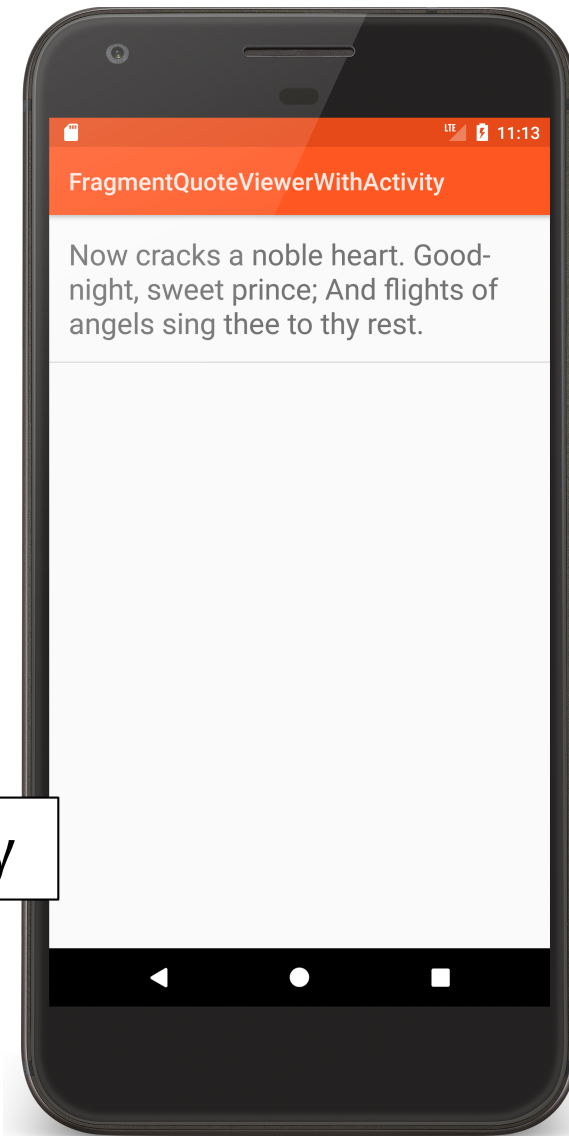 LTE 11:13
FragmentQuoteViewerWithActivity
Now cracks a noble heart. Good-
night, sweet prince; And flights of
angels sing thee to thy rest.
y